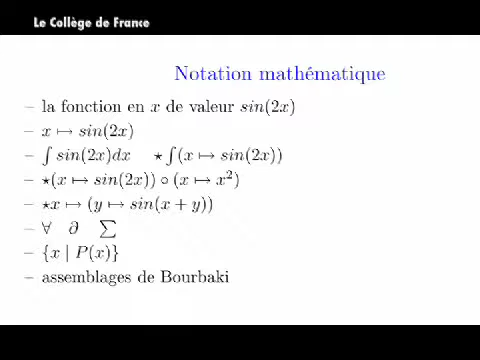 Le Collège de France
Notation mathématique
– la fonction en x de valeur sin(2x)
– x ↦ sin(2x)
– ∫ sin(2x)dx ⋆ ∫(x ↦ sin(2x))
– ⋆(x ↦ sin(2x)) ∘ (x ↦ x²)
– ⋆x ↦ (y ↦ sin(x + y))
– ∀ ∂ ∑
– {x | P(x)}
– assemblages de Bourbaki